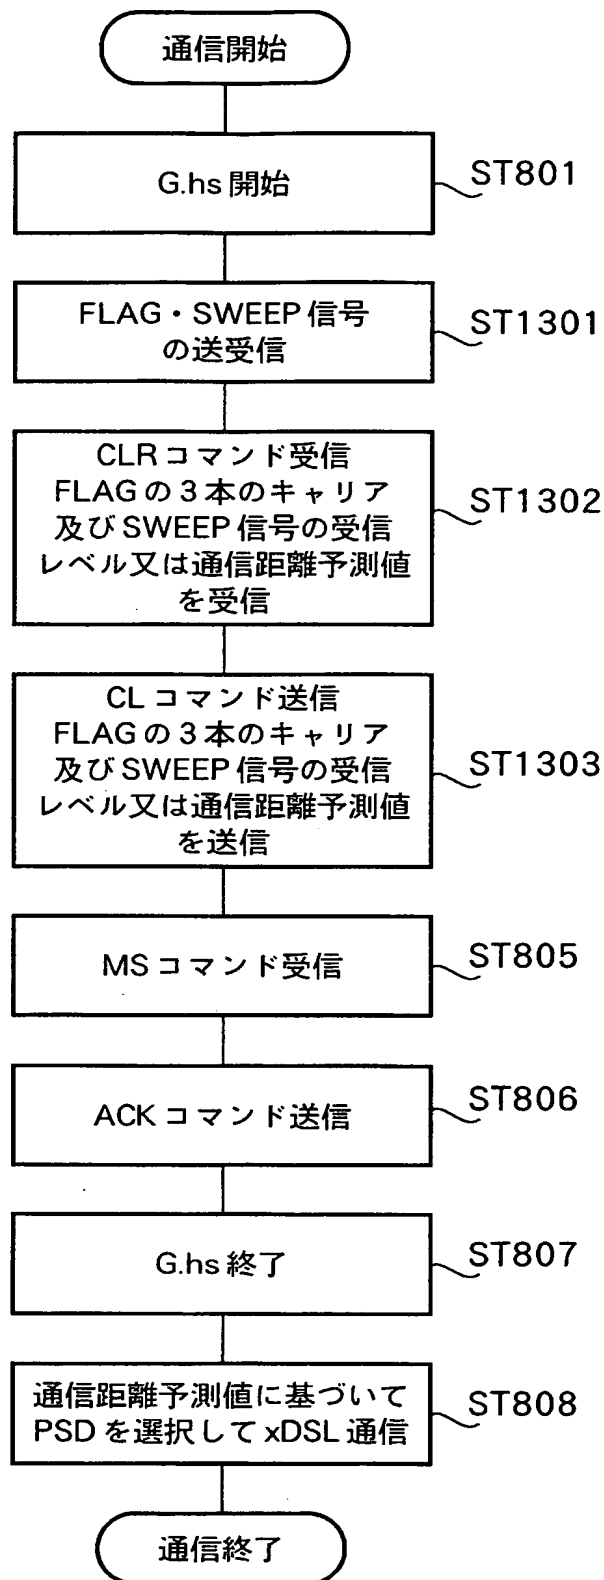 通信開始
G.hs 開始
ST801
FLAG・SWEEP 信号
の送受信
ST1301
CLR コマンド受信
FLAG の 3 本のキャリア
及び SWEEP 信号の受信
レベル又は通信距離予測値
を受信
ST1302
CL コマンド送信
FLAG の 3 本のキャリア
及び SWEEP 信号の受信
レベル又は通信距離予測値
を送信
ST1303
MS コマンド受信
ST805
ACK コマンド送信
ST806
G.hs 終了
ST807
通信距離予測値に基づいて
PSD を選択して xDSL 通信
ST808
通信終了